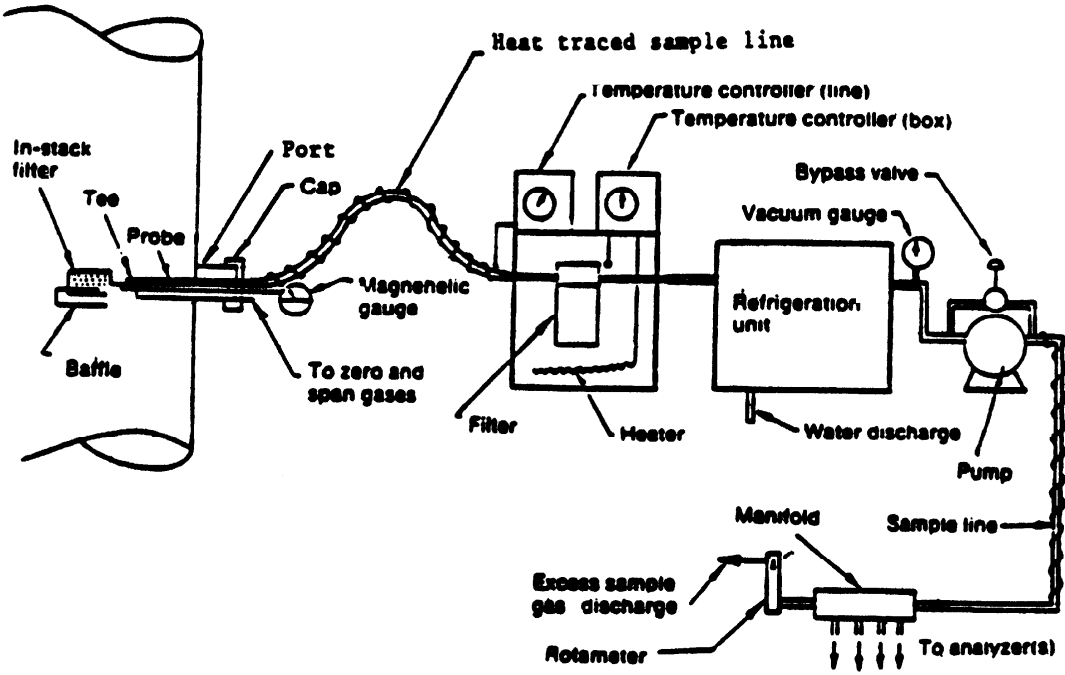 Heat traced sample line
Temperature controller (line)
Temperature controller (box)
In-stack
filter
Port
Bypass valve
Tee
Cap
Vacuum gauge
Probe
Magnehelic
gauge
Refrigeration
unit
Baffle
To zero and
span gases
Filter
Heater
Water discharge
Pump
Manifold
Sample line
Excess sample
gas discharge
Rotameter
To analyzer(s)